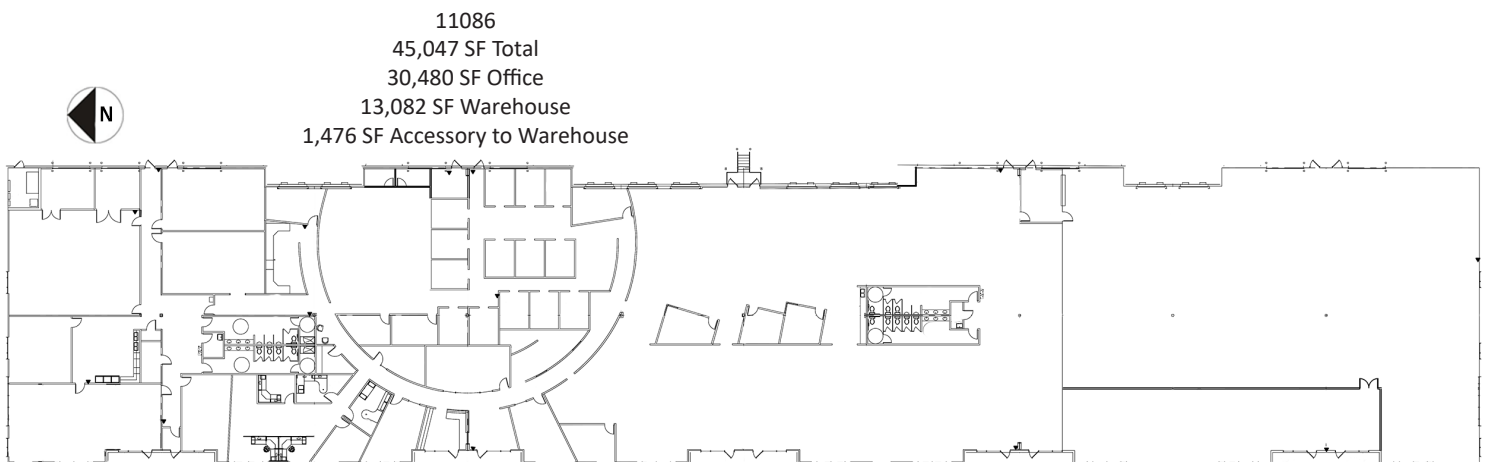 11086
45,047 SF Total
30,480 SF Office
13,082 SF Warehouse
1,476 SF Accessory to Warehouse
N